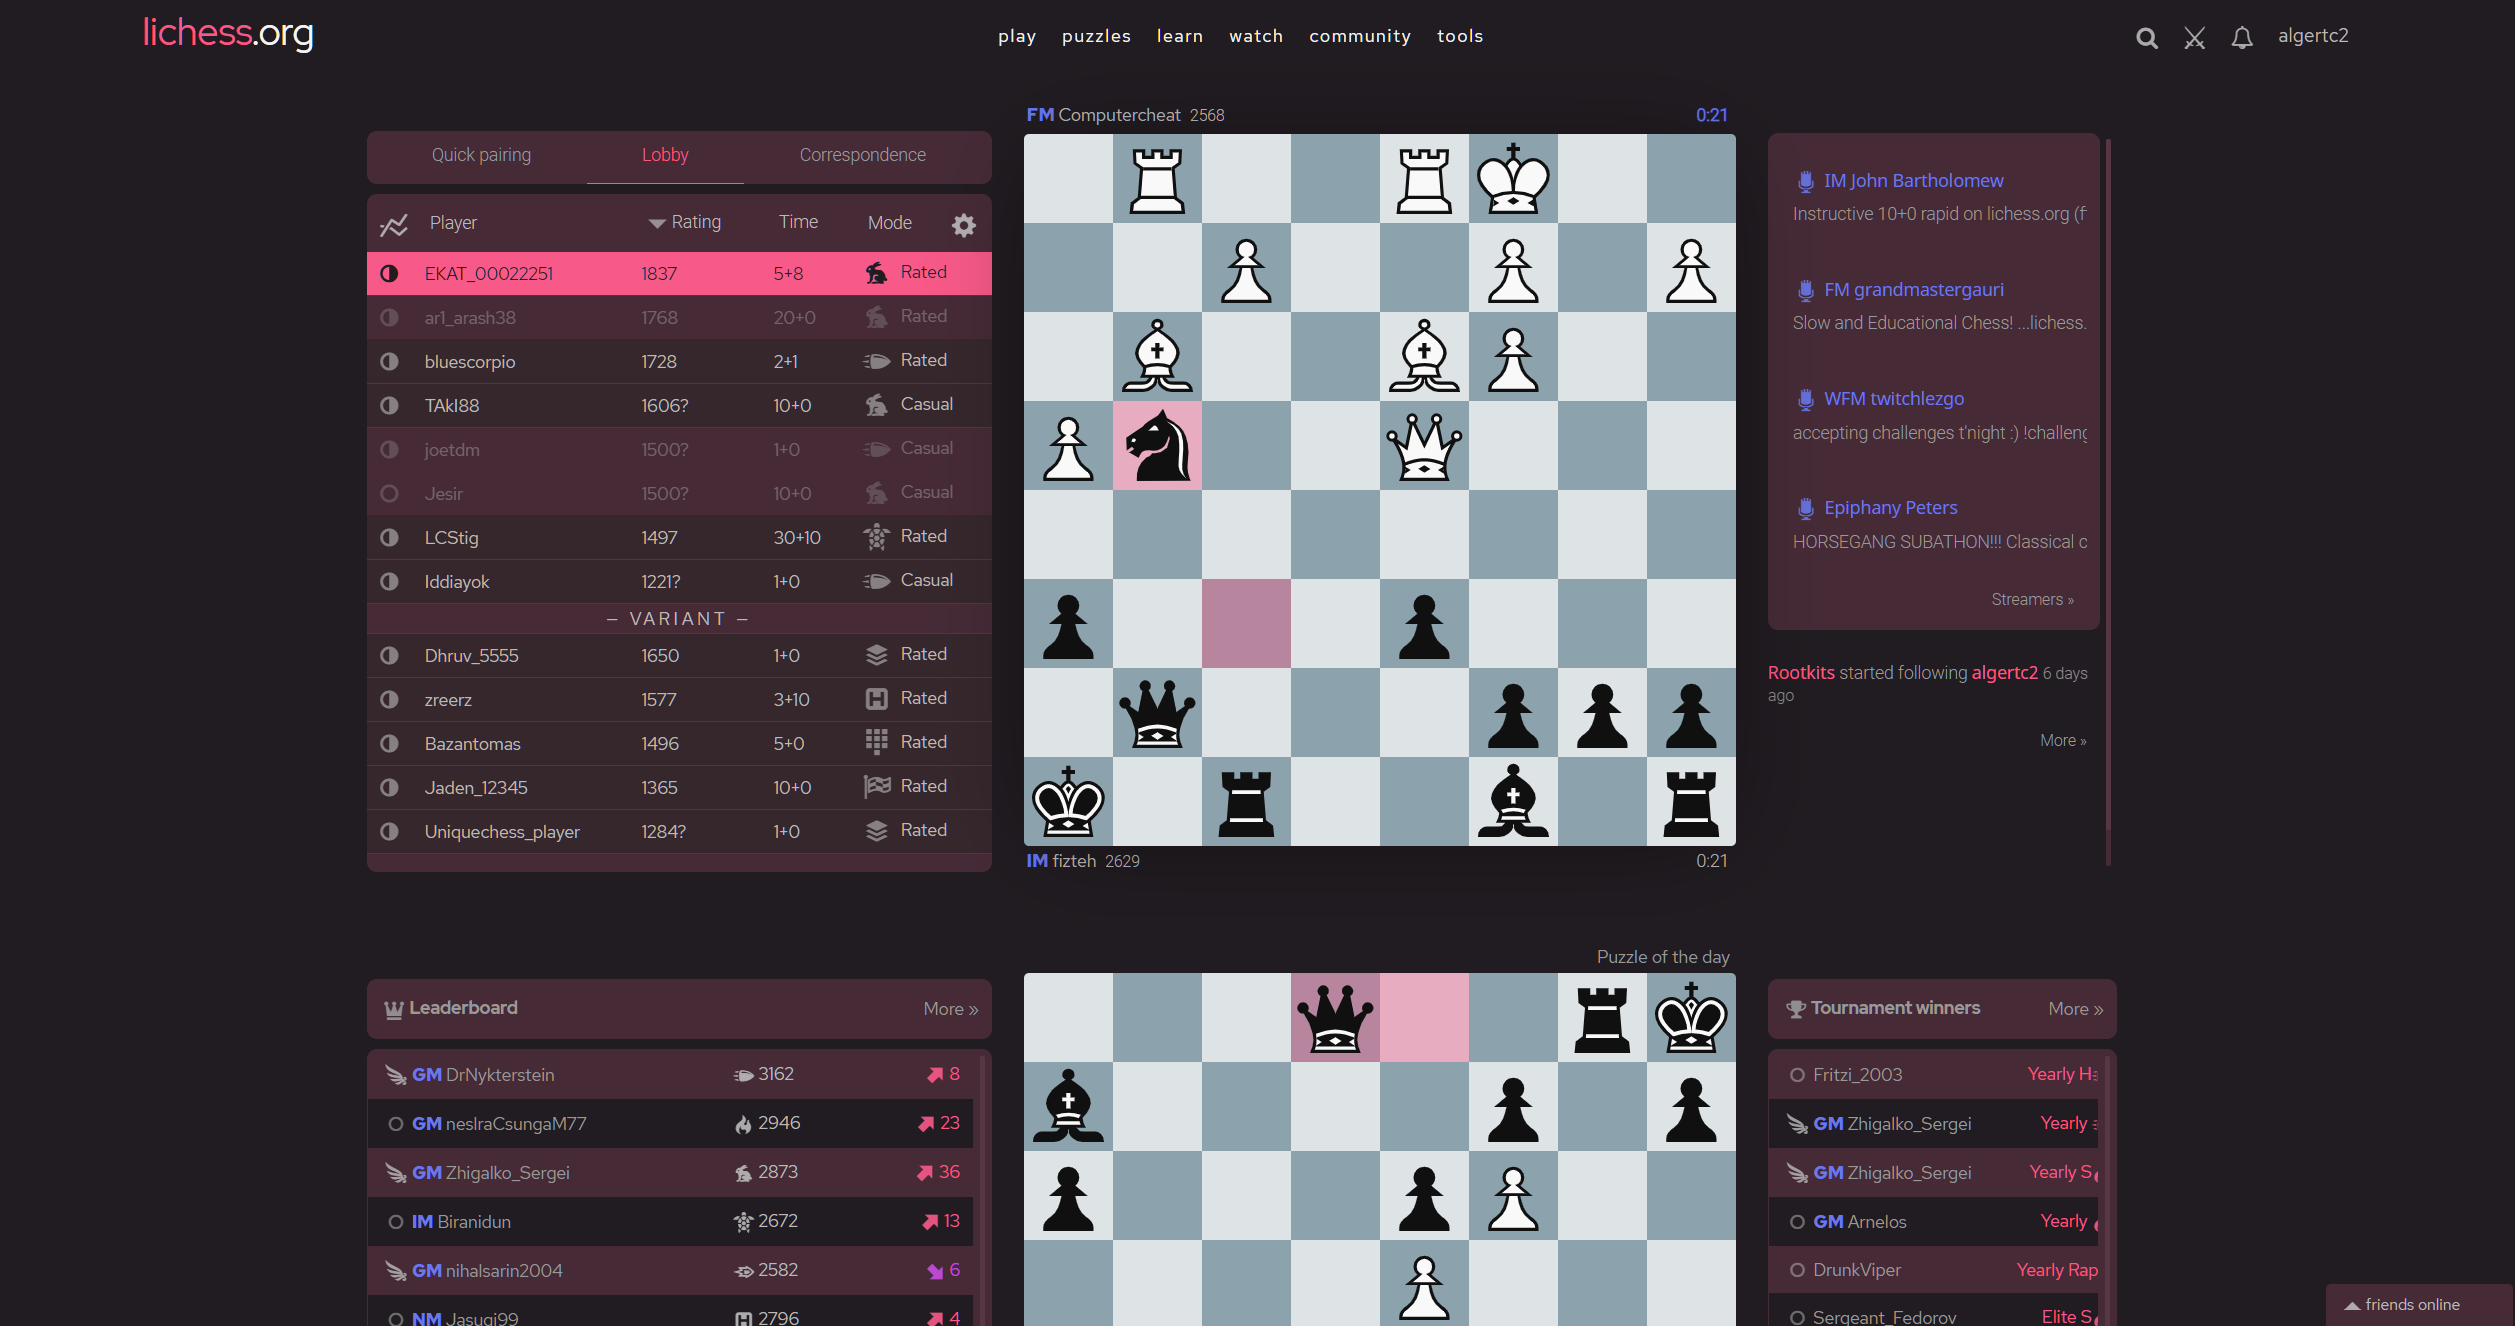 lichess.org
play puzzles learn watch community tools
algertc2
Quick pairing Lobby Correspondence
Player Rating Time Mode
EKAT_00022251 1837 5+8 Rated
ar1_arash38 1768 20+0 Rated
bluescorpio 1728 2+1 Rated
TAkI88 1606? 10+0 Casual
joetdm 1500? 1+0 Casual
Jesir 1500? 10+0 Casual
LCStig 1497 30+10 Rated
Iddiayok 1221? 1+0 Casual
— VARIANT —
Dhruv_5555 1650 1+0 Rated
zreerz 1577 3+10 Rated
Bazantomas 1496 5+0 Rated
Jaden_12345 1365 10+0 Rated
Uniquechess_player 1284? 1+0 Rated
FM Computercheat 2568 0:21
IM fizteh 2629 0:21
IM John Bartholomew
Instructive 10+0 rapid on lichess.org (f
FM grandmastergauri
Slow and Educational Chess! ...lichess.
WFM twitchlezgo
accepting challenges t'night :) !challeng
Epiphany Peters
HORSEGANG SUBATHON!!! Classical c
Streamers »
Rootkits started following algertc2 6 days
ago
More »
Leaderboard More »
GM DrNykterstein 3162 8
GM neslraCsungaM77 2946 23
GM Zhigalko_Sergei 2873 36
IM Biranidun 2672 13
GM nihalsarin2004 2582 6
NM Jasugi99 2796 4
Puzzle of the day
Tournament winners More »
Fritzi_2003 Yearly H
GM Zhigalko_Sergei Yearly
GM Zhigalko_Sergei Yearly S
GM Arnelos Yearly
DrunkViper Yearly Rap
Sergeant_Fedorov Elite S
friends online